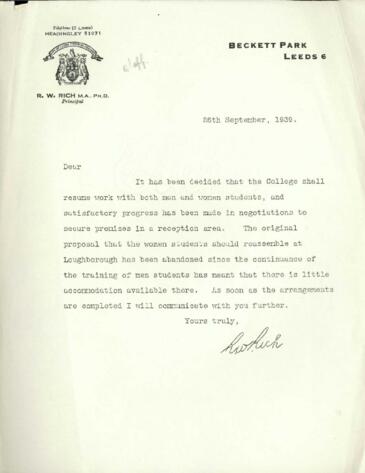 Telephone (2 Lines)
HEADINGLEY 51071
BECKETT PARK
LEEDS 6
R. W. RICH M.A., PH.D.
Principal
26th September, 1939.
Dear
It has been decided that the College shall
resume work with both men and women students, and
satisfactory progress has been made in negotiations to
secure premises in a reception area. The original
proposal that the women students should reassemble at
Loughborough has been abandoned since the continuance of
the training of men students has meant that there is little
accommodation available there. As soon as the arrangements
are completed I will communicate with you further.
Yours truly,
RWRich